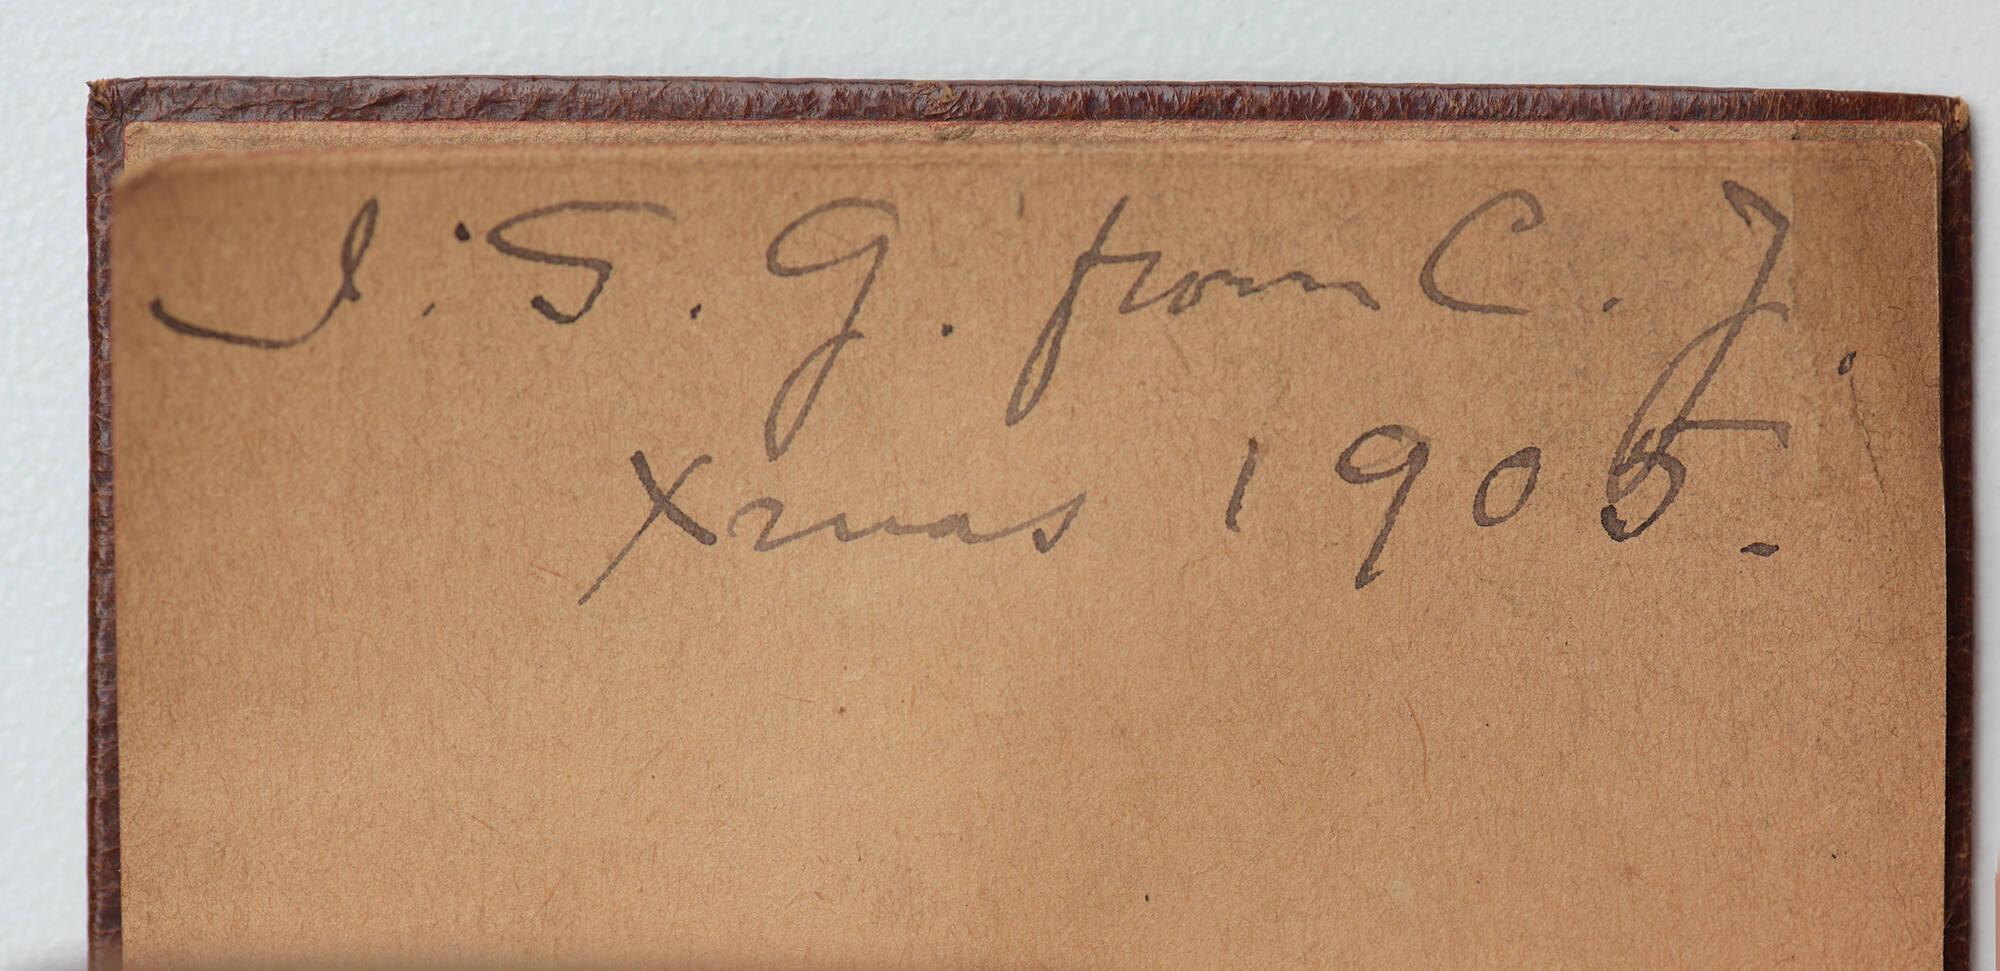 I. S. G. from C. J.
Xmas 1905.